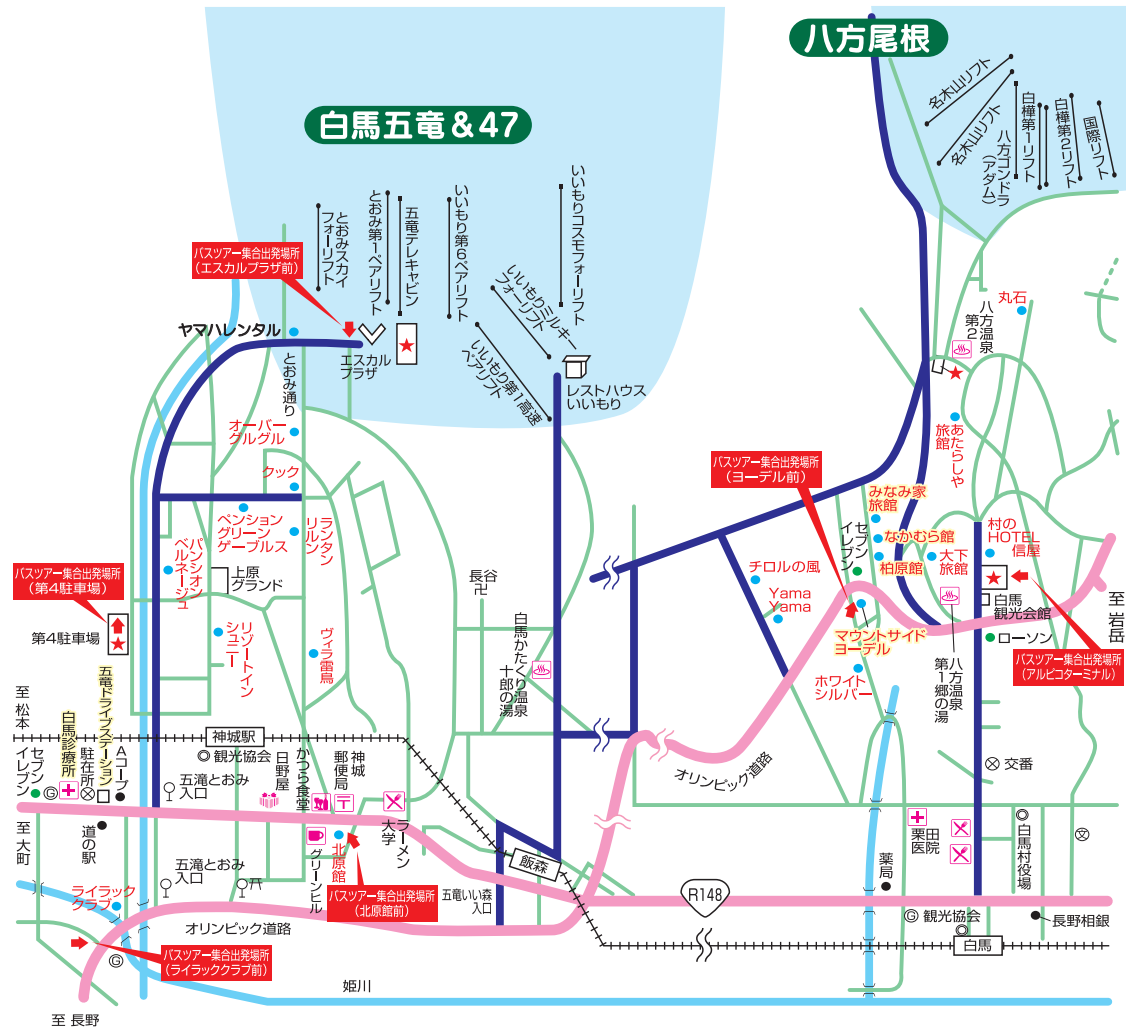 八方尾根
白馬五竜＆47
名木山リフト
名木山リフト
八方ゴンドラ
（アダム）
白樺第1リフト
白樺第2リフト
国際リフト
とおみスカイ
フォーリフト
とおみ第1ペアリフト
五竜テレキャビン
いいもり第6ペアリフト
いいもりコスモフォーリフト
いいもりミルキー
フォーリフト
いいもり第1高速
ペアリフト
バスツアー集合出発場所
（エスカルプラザ前）
ヤマハレンタル
エスカル
プラザ
とおみ通り
レストハウス
いいもり
オーバー
グルグル
クック
ペンション
グリーン
ゲーブルス
ランタン
リルン
パンション
ベルネージュ
上原
グランド
バスツアー集合出発場所
（第4駐車場）
第4駐車場
リゾートイン
シュニー
ヴィラ雷鳥
長谷
卍
白馬かたくり温泉
十郎の湯
丸石
八方温泉
第2
あたらしや
旅館
バスツアー集合出発場所
（ヨーデル前）
みなみ家
旅館
セブン
イレブン
なかむら館
柏原館
大下
旅館
村の
HOTEL
信屋
チロルの風
Yama
Yama
マウントサイド
ヨーデル
ホワイト
シルバー
白馬
観光会館
ローソン
八方温泉
第1郷の湯
至 岩岳
バスツアー集合出発場所
（アルピコターミナル）
至 松本
セブン
イレブン
G
白馬診療所
駐在所
五竜ドライブステーション
Aコープ
神城駅
観光協会
五滝とおみ
入口
日野屋
かつら食堂
神城
郵便局
〒
ラーメン
大学
至 大町
道の駅
五滝とおみ
入口
グリーンヒル
北原館
バスツアー集合出発場所
（北原館前）
飯森
五竜いい森
入口
オリンピック道路
R148
交番
栗田
医院
白馬村役場
文
薬局
G 観光協会
白馬
長野相銀
ライラック
クラブ
オリンピック道路
G
バスツアー集合出発場所
（ライラッククラブ前）
姫川
至 長野